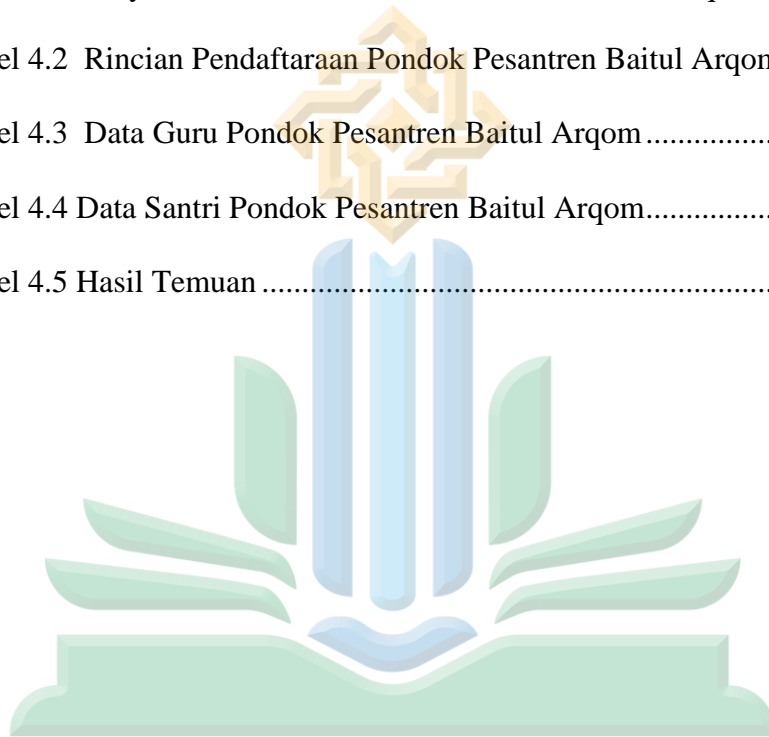 el 4.2 Rincian Pendaftaraan Pondok Pesantren Baitul Arqom
el 4.3 Data Guru Pondok Pesantren Baitul Arqom ................
el 4.4 Data Santri Pondok Pesantren Baitul Arqom................
el 4.5 Hasil Temuan ................................................................